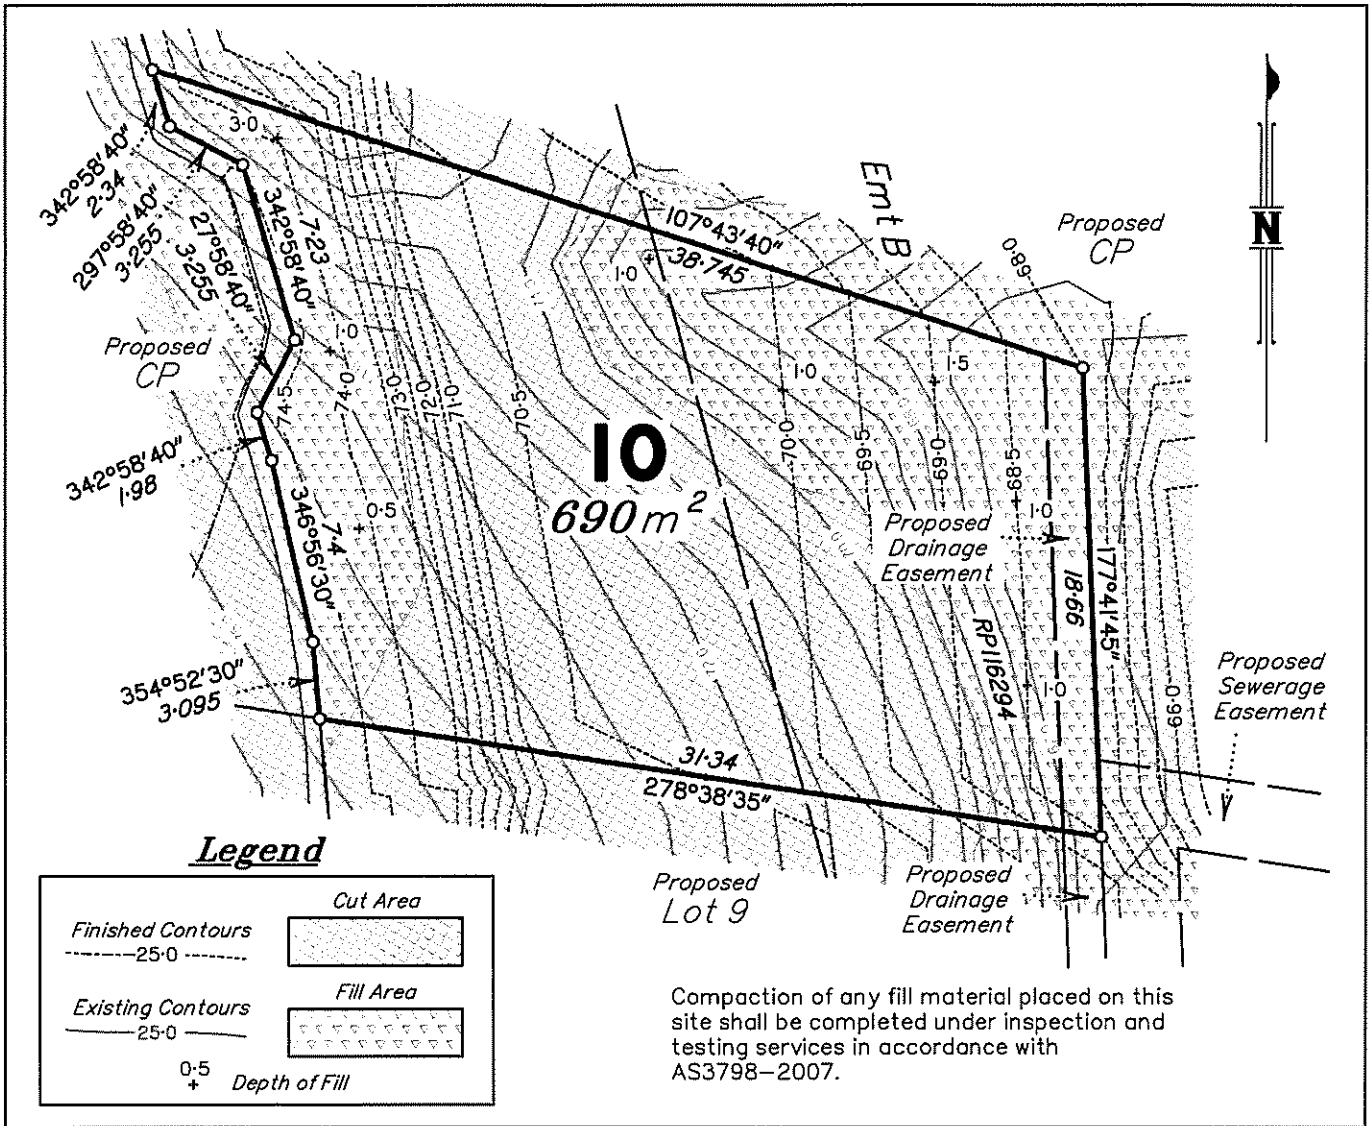 3·0
342°58'40"
2·34
297°58'40"
3·255
27°58'40"
3·255
342°58'40"
7·23
107°43'40"
38·745
Emt B
Proposed
CP
68·0
N
1·0
Proposed
CP
1·0
74·5
74·0
73·0
72·0
71·0
70·5
1·0
1·5
70·0
69·5
69·0
68·5
10
690 m²
342°58'40"
1·98
0·5
346°56'30"
7·4
Proposed
Drainage
Easement
1·0
177°41'45"
18·66
RP116294
1·0
66·0
354°52'30"
3·095
Proposed
Sewerage
Easement
31·34
278°38'35"
Legend
Cut Area
Finished Contours
25·0
Fill Area
Existing Contours
25·0
0·5
Depth of Fill
Proposed
Lot 9
Proposed
Drainage
Easement
Compaction of any fill material placed on this
site shall be completed under inspection and
testing services in accordance with
AS3798–2007.